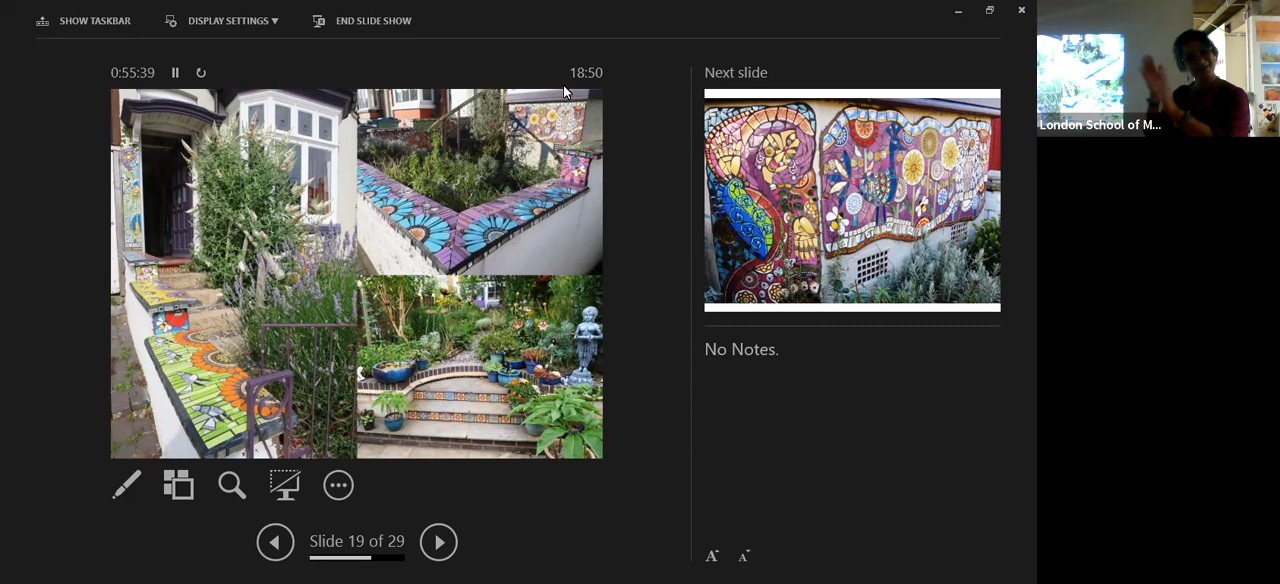 SHOW TASKBAR
DISPLAY SETTINGS ▼
END SLIDE SHOW
0:55:39
18:50
Next slide
London School of M...
No Notes.
Slide 19 of 29
A
A